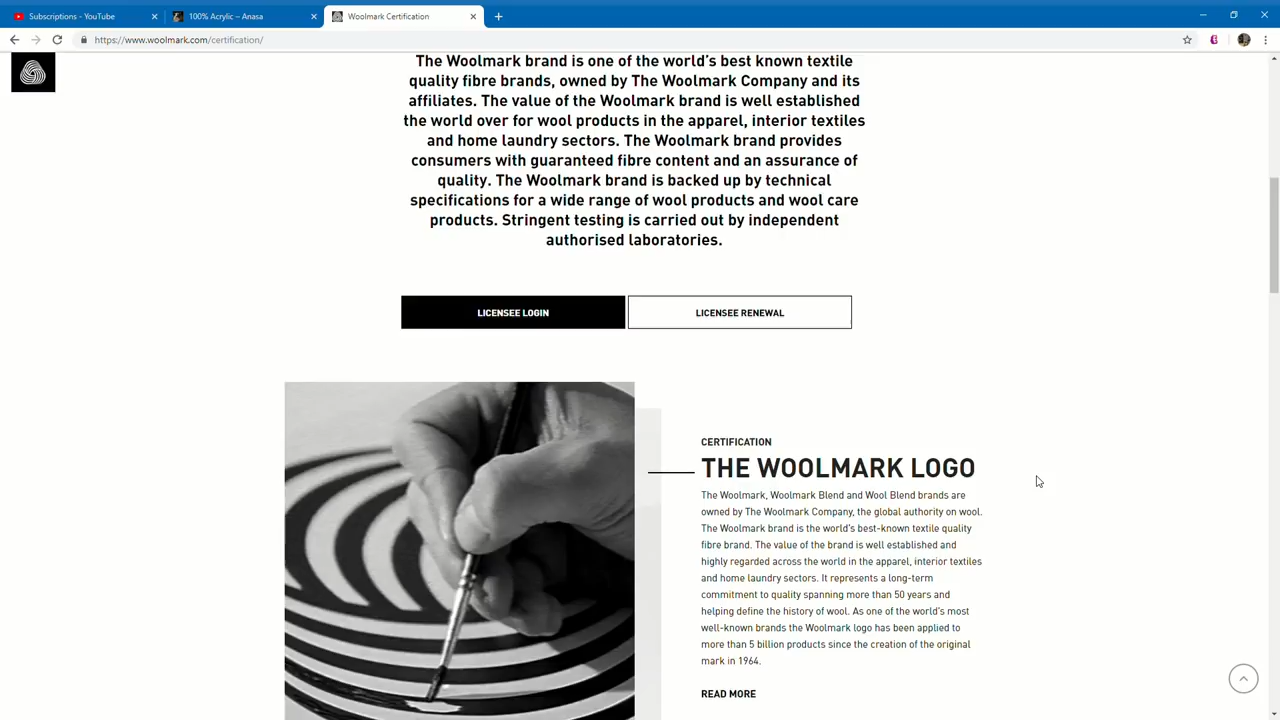 Subscriptions - YouTube
100% Acrylic – Anasa
Woolmark Certification
https://www.woolmark.com/certification/
The Woolmark brand is one of the world's best known textile
quality fibre brands, owned by The Woolmark Company and its
affiliates. The value of the Woolmark brand is well established
the world over for wool products in the apparel, interior textiles
and home laundry sectors. The Woolmark brand provides
consumers with guaranteed fibre content and an assurance of
quality. The Woolmark brand is backed up by technical
specifications for a wide range of wool products and wool care
products. Stringent testing is carried out by independent
authorised laboratories.
LICENSEE LOGIN
LICENSEE RENEWAL
CERTIFICATION
THE WOOLMARK LOGO
The Woolmark, Woolmark Blend and Wool Blend brands are
owned by The Woolmark Company, the global authority on wool.
The Woolmark brand is the world's best-known textile quality
fibre brand. The value of the brand is well established and
highly regarded across the world in the apparel, interior textiles
and home laundry sectors. It represents a long-term
commitment to quality spanning more than 50 years and
helping define the history of wool. As one of the world's most
well-known brands the Woolmark logo has been applied to
more than 5 billion products since the creation of the original
mark in 1964.
READ MORE